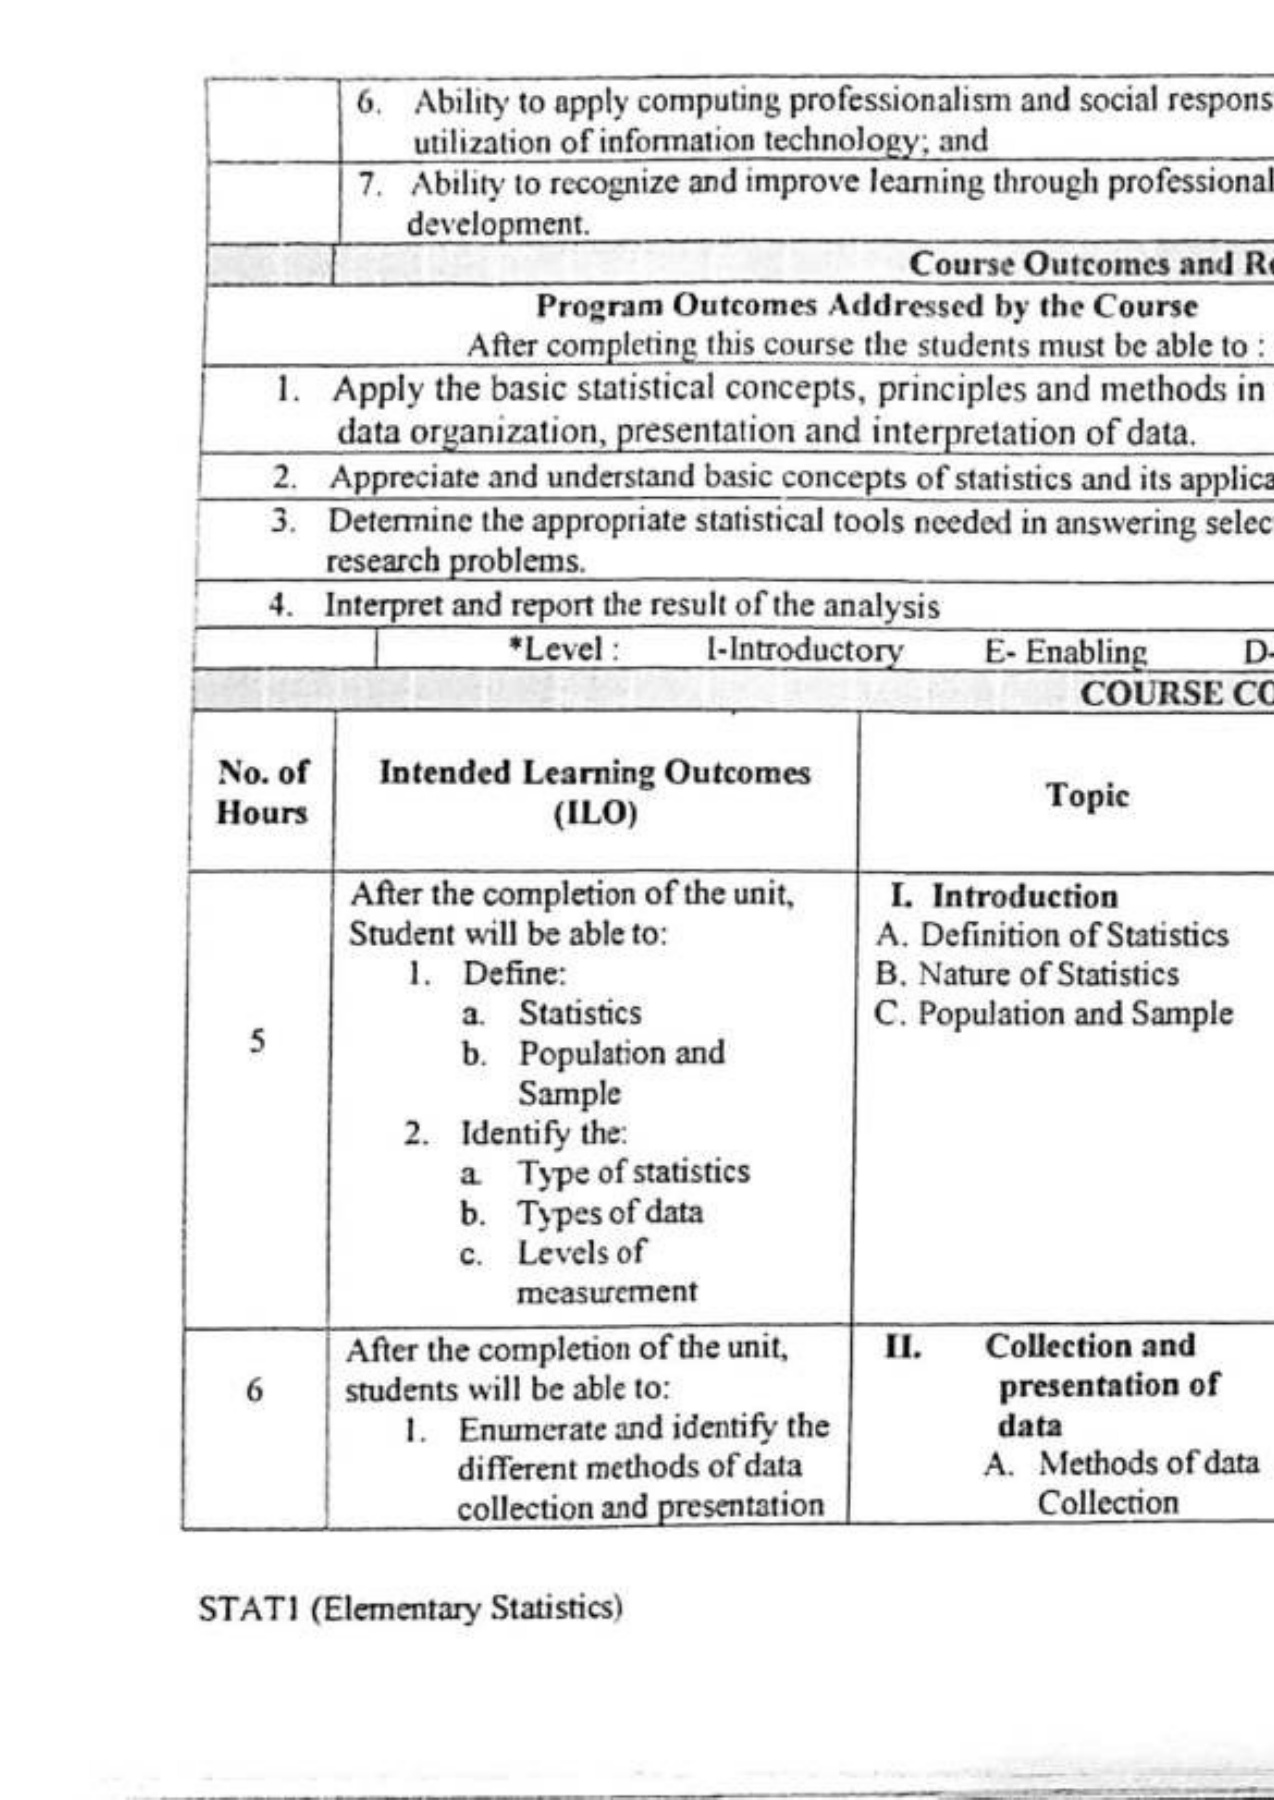 6. Ability to apply computing professionalism and social respons
utilization of information technology; and
7. Ability to recognize and improve learning through professional
development.
Course Outcomes and Re
Program Outcomes Addressed by the Course
After completing this course the students must be able to :
1. Apply the basic statistical concepts, principles and methods in
data organization, presentation and interpretation of data.
2. Appreciate and understand basic concepts of statistics and its applica
3. Determine the appropriate statistical tools needed in answering selec
research problems.
4. Interpret and report the result of the analysis
*Level : I-Introductory E- Enabling D-
COURSE CO
No. of
Hours
Intended Learning Outcomes
(ILO)
Topic
5
After the completion of the unit,
Student will be able to:
1. Define:
a. Statistics
b. Population and
Sample
2. Identify the:
a Type of statistics
b. Types of data
c. Levels of
measurement
I. Introduction
A. Definition of Statistics
B. Nature of Statistics
C. Population and Sample
6
After the completion of the unit,
students will be able to:
1. Enumerate and identify the
different methods of data
collection and presentation
II. Collection and
presentation of
data
A. Methods of data
Collection
STAT1 (Elementary Statistics)